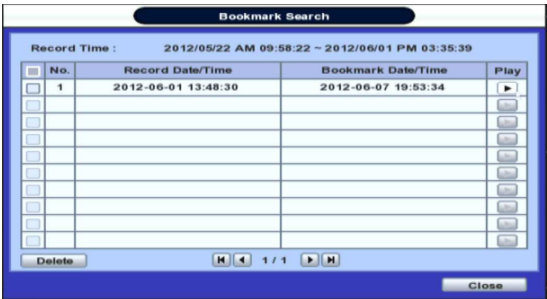 Bookmark Search
Record Time : 2012/05/22 AM 09:58:22 ~ 2012/06/01 PM 03:35:39
No. Record Date/Time Bookmark Date/Time Play
1 2012-06-01 13:48:30 2012-06-07 19:53:34
Delete 1 / 1
Close